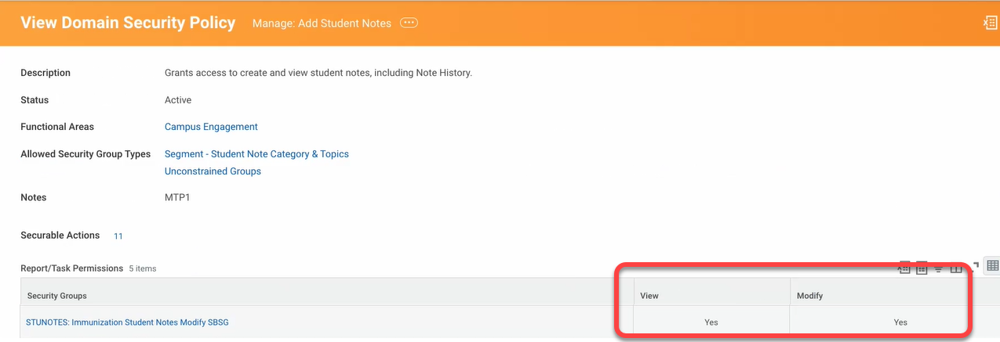 View Domain Security Policy Manage: Add Student Notes
Description Grants access to create and view student notes, including Note History.
Status Active
Functional Areas Campus Engagement
Allowed Security Group Types Segment - Student Note Category & Topics
Unconstrained Groups
Notes MTP1
Securable Actions 11
Report/Task Permissions 5 items
Security Groups View Modify
STUNOTES: Immunization Student Notes Modify SBSG Yes Yes